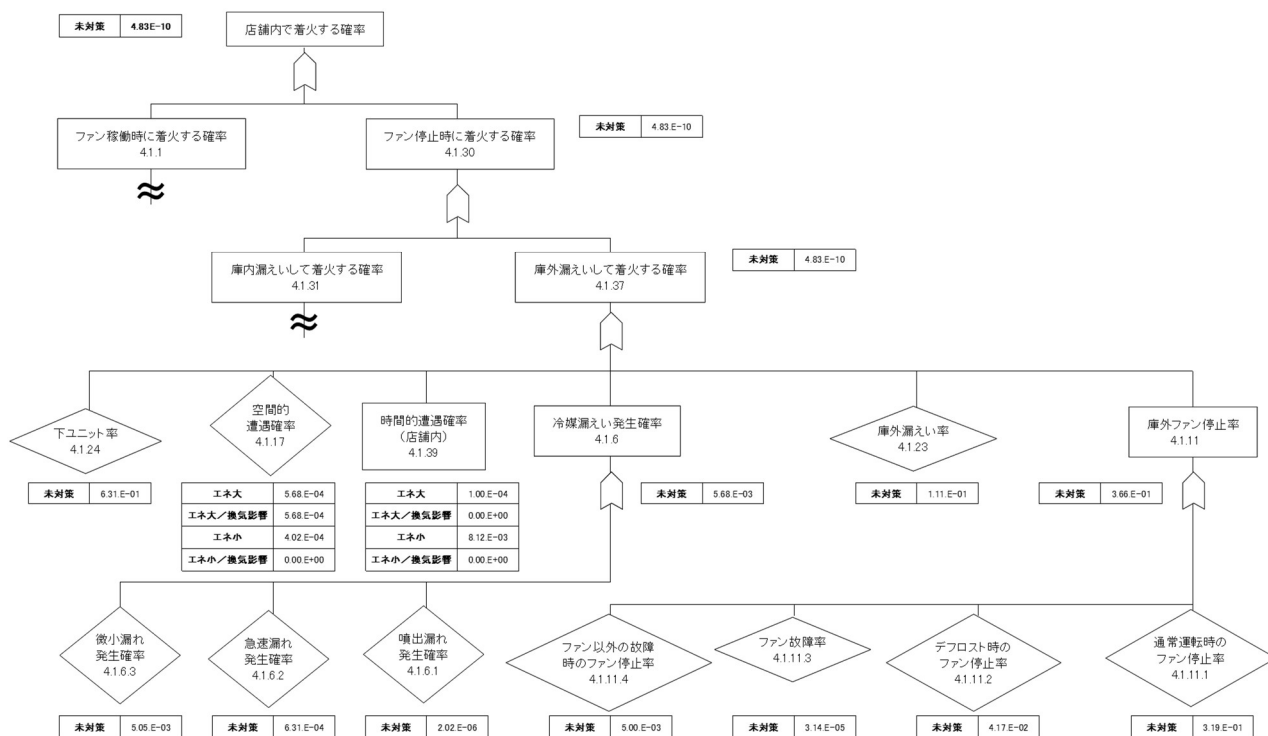 未対策 4.83E-10
店舗内で着火する確率
ファン稼働時に着火する確率
4.1.1
ファン停止時に着火する確率
4.1.30
未対策 4.83.E-10
庫内漏えいして着火する確率
4.1.31
庫外漏えいして着火する確率
4.1.37
未対策 4.83.E-10
下ユニット率
4.1.24
空間的
遭遇確率
4.1.17
時間的遭遇確率
(店舗内)
4.1.39
冷媒漏えい発生確率
4.1.6
庫外漏えい率
4.1.23
庫外ファン停止率
4.1.11
未対策 6.31.E-01
エネ大 5.68.E-04
エネ大／換気影響 5.68.E-04
エネ小 4.02.E-04
エネ小／換気影響 0.00.E+00
エネ大 1.00.E-04
エネ大／換気影響 0.00.E+00
エネ小 8.12.E-03
エネ小／換気影響 0.00.E+00
未対策 5.68.E-03
未対策 1.11.E-01
未対策 3.66.E-01
微小漏れ
発生確率
4.1.6.3
急速漏れ
発生確率
4.1.6.2
噴出漏れ
発生確率
4.1.6.1
ファン以外の故障
時のファン停止率
4.1.11.4
ファン故障率
4.1.11.3
デフロスト時の
ファン停止率
4.1.11.2
通常運転時の
ファン停止率
4.1.11.1
未対策 5.05.E-03
未対策 6.31.E-04
未対策 2.02.E-06
未対策 5.00.E-03
未対策 3.14.E-05
未対策 4.17.E-02
未対策 3.19.E-01